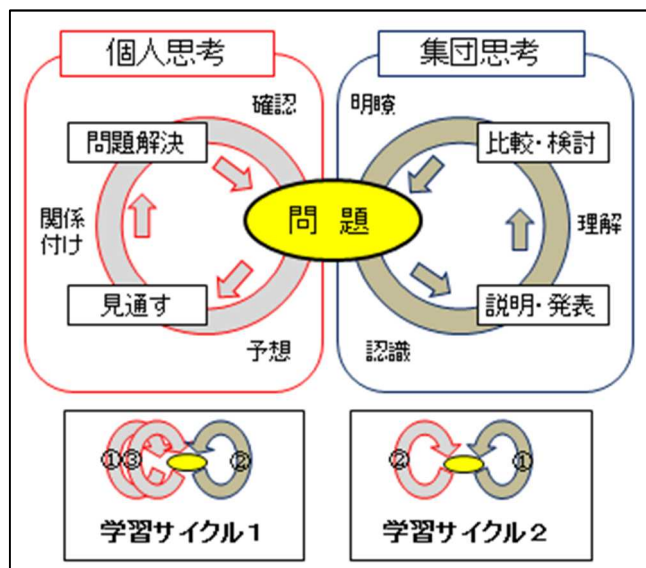 個人思考
集団思考
確認
明瞭
問題解決
比較・検討
関係
付け
問 題
理解
見通す
説明・発表
予想
認識
①③
②
②
①
学習サイクル1
学習サイクル2